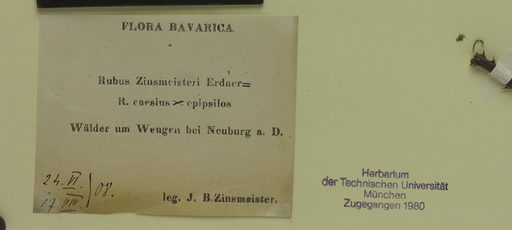 FLORA BAVARICA
Rubus Zinsmeisteri Erdner=
R. caesius × epipsilos
Wälder um Wengen bei Neuburg a. D.
24. VI.
17. VIII } 08.
leg. J. B. Zinsmeister.
Herbarium
der Technischen Universität
München
Zugegangen 1980